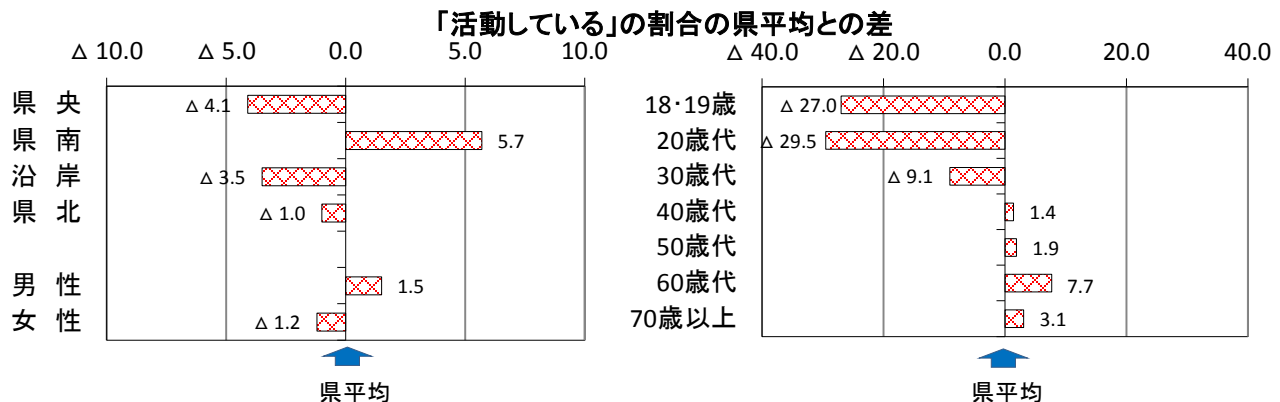 「活動している」の割合の県平均との差
△ 10.0 △ 5.0 0.0 5.0 10.0
県 央 △ 4.1
県 南 5.7
沿 岸 △ 3.5
県 北 △ 1.0
男 性 1.5
女 性 △ 1.2
県平均
△ 40.0 △ 20.0 0.0 20.0 40.0
18･19歳 △ 27.0
20歳代 △ 29.5
30歳代 △ 9.1
40歳代 1.4
50歳代 1.9
60歳代 7.7
70歳以上 3.1
県平均